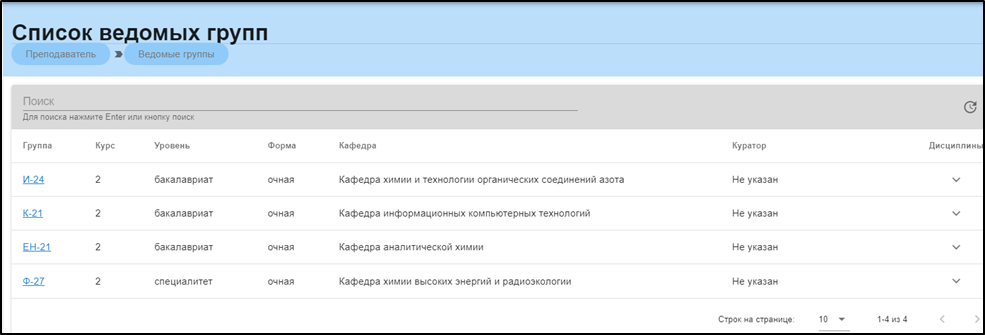 Список ведомых групп
Преподаватель Ведомые группы
Поиск
Для поиска нажмите Enter или кнопку поиск
Группа Курс Уровень Форма Кафедра Куратор Дисциплины
И-24 2 бакалавриат очная Кафедра химии и технологии органических соединений азота Не указан
К-21 2 бакалавриат очная Кафедра информационных компьютерных технологий Не указан
ЕН-21 2 бакалавриат очная Кафедра аналитической химии Не указан
Ф-27 2 специалитет очная Кафедра химии высоких энергий и радиоэкологии Не указан
Строк на странице: 10 1-4 из 4